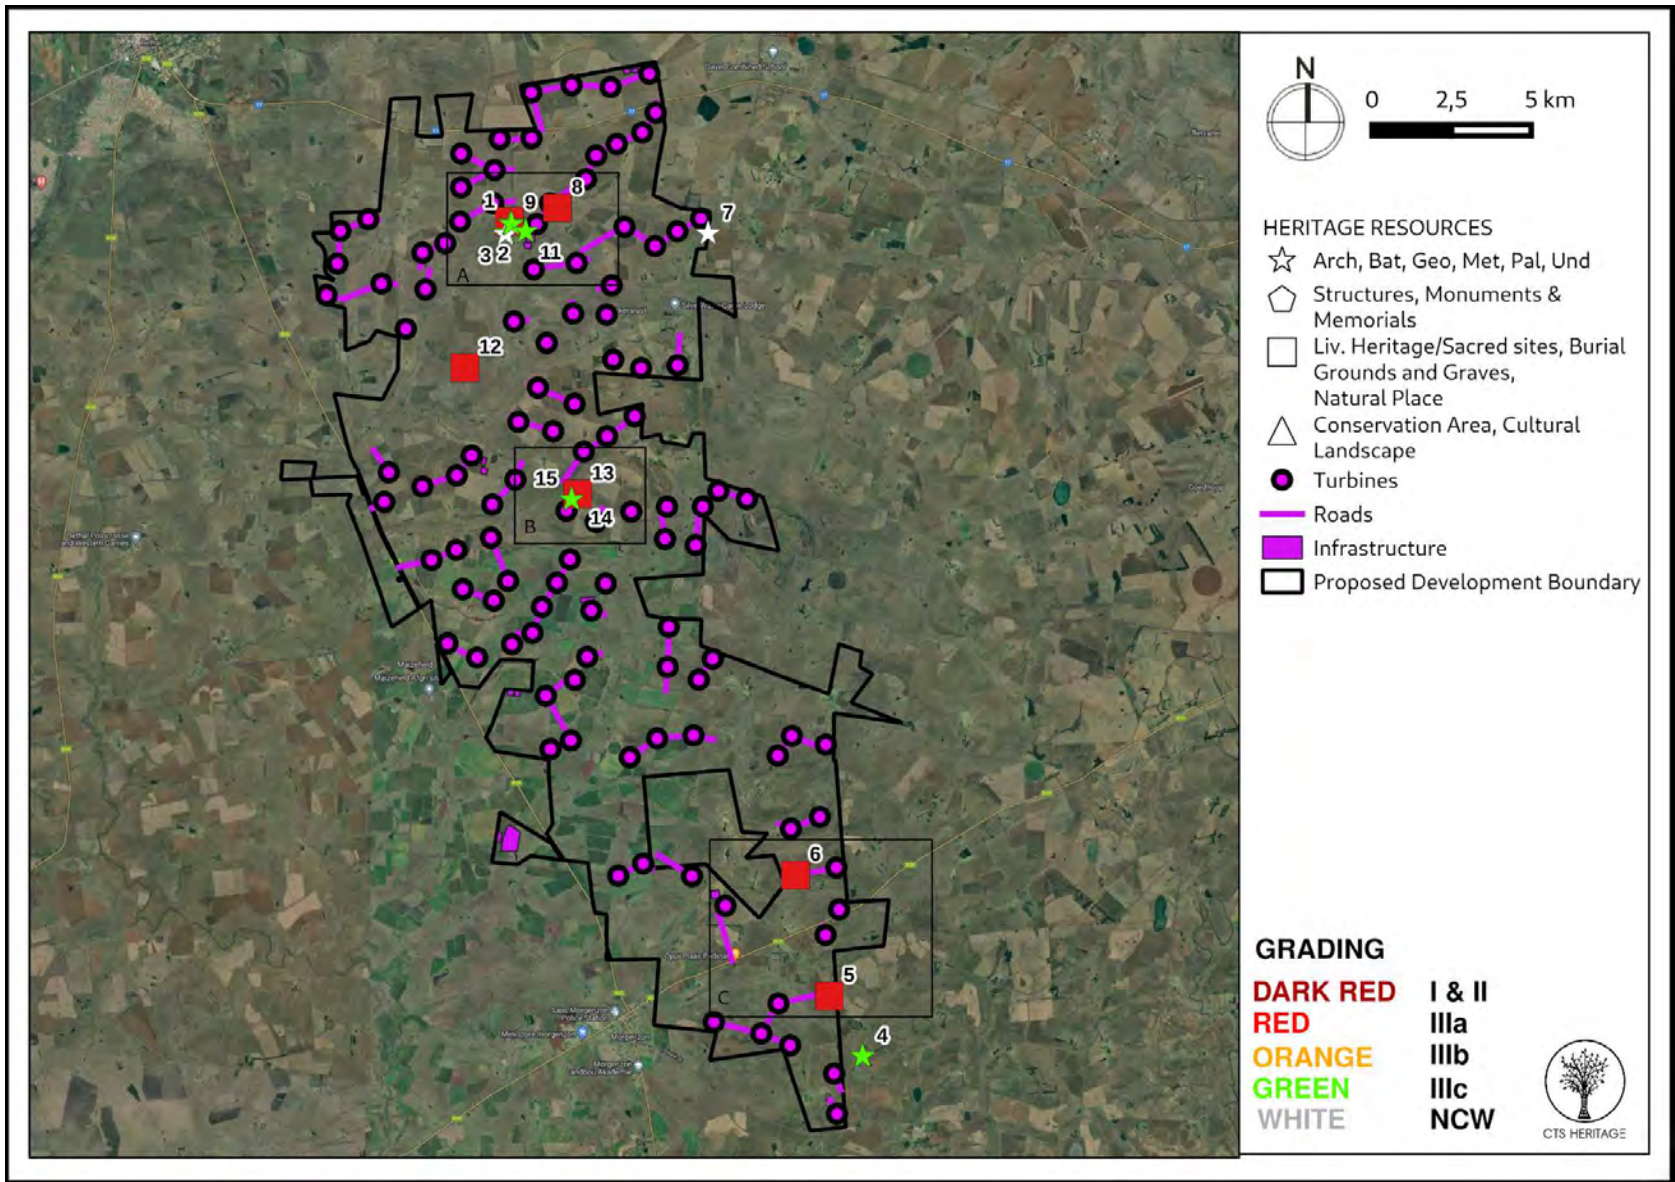 N
0 2,5 5 km
HERITAGE RESOURCES
Arch, Bat, Geo, Met, Pal, Und
Structures, Monuments &
Memorials
Liv. Heritage/Sacred sites, Burial
Grounds and Graves,
Natural Place
Conservation Area, Cultural
Landscape
Turbines
Roads
Infrastructure
Proposed Development Boundary
GRADING
DARK RED I & II
RED IIIa
ORANGE IIIb
GREEN IIIc
WHITE NCW
CTS HERITAGE
8
1 9
7
3 2 11
A
12
15 13
14
B
Maizefield
6
5
C
4
Morgenzon